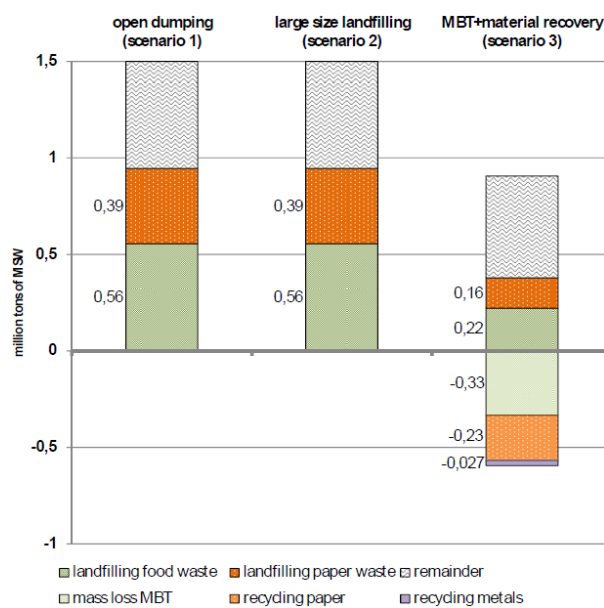 open dumping
(scenario 1)
large size landfilling
(scenario 2)
MBT+material recovery
(scenario 3)
million tons of MSW
1,5
1
0,5
0
-0,5
-1
0,39
0,56
0,39
0,56
0,16
0,22
-0,33
-0,23
-0,027
landfilling food waste
landfilling paper waste
remainder
mass loss MBT
recycling paper
recycling metals